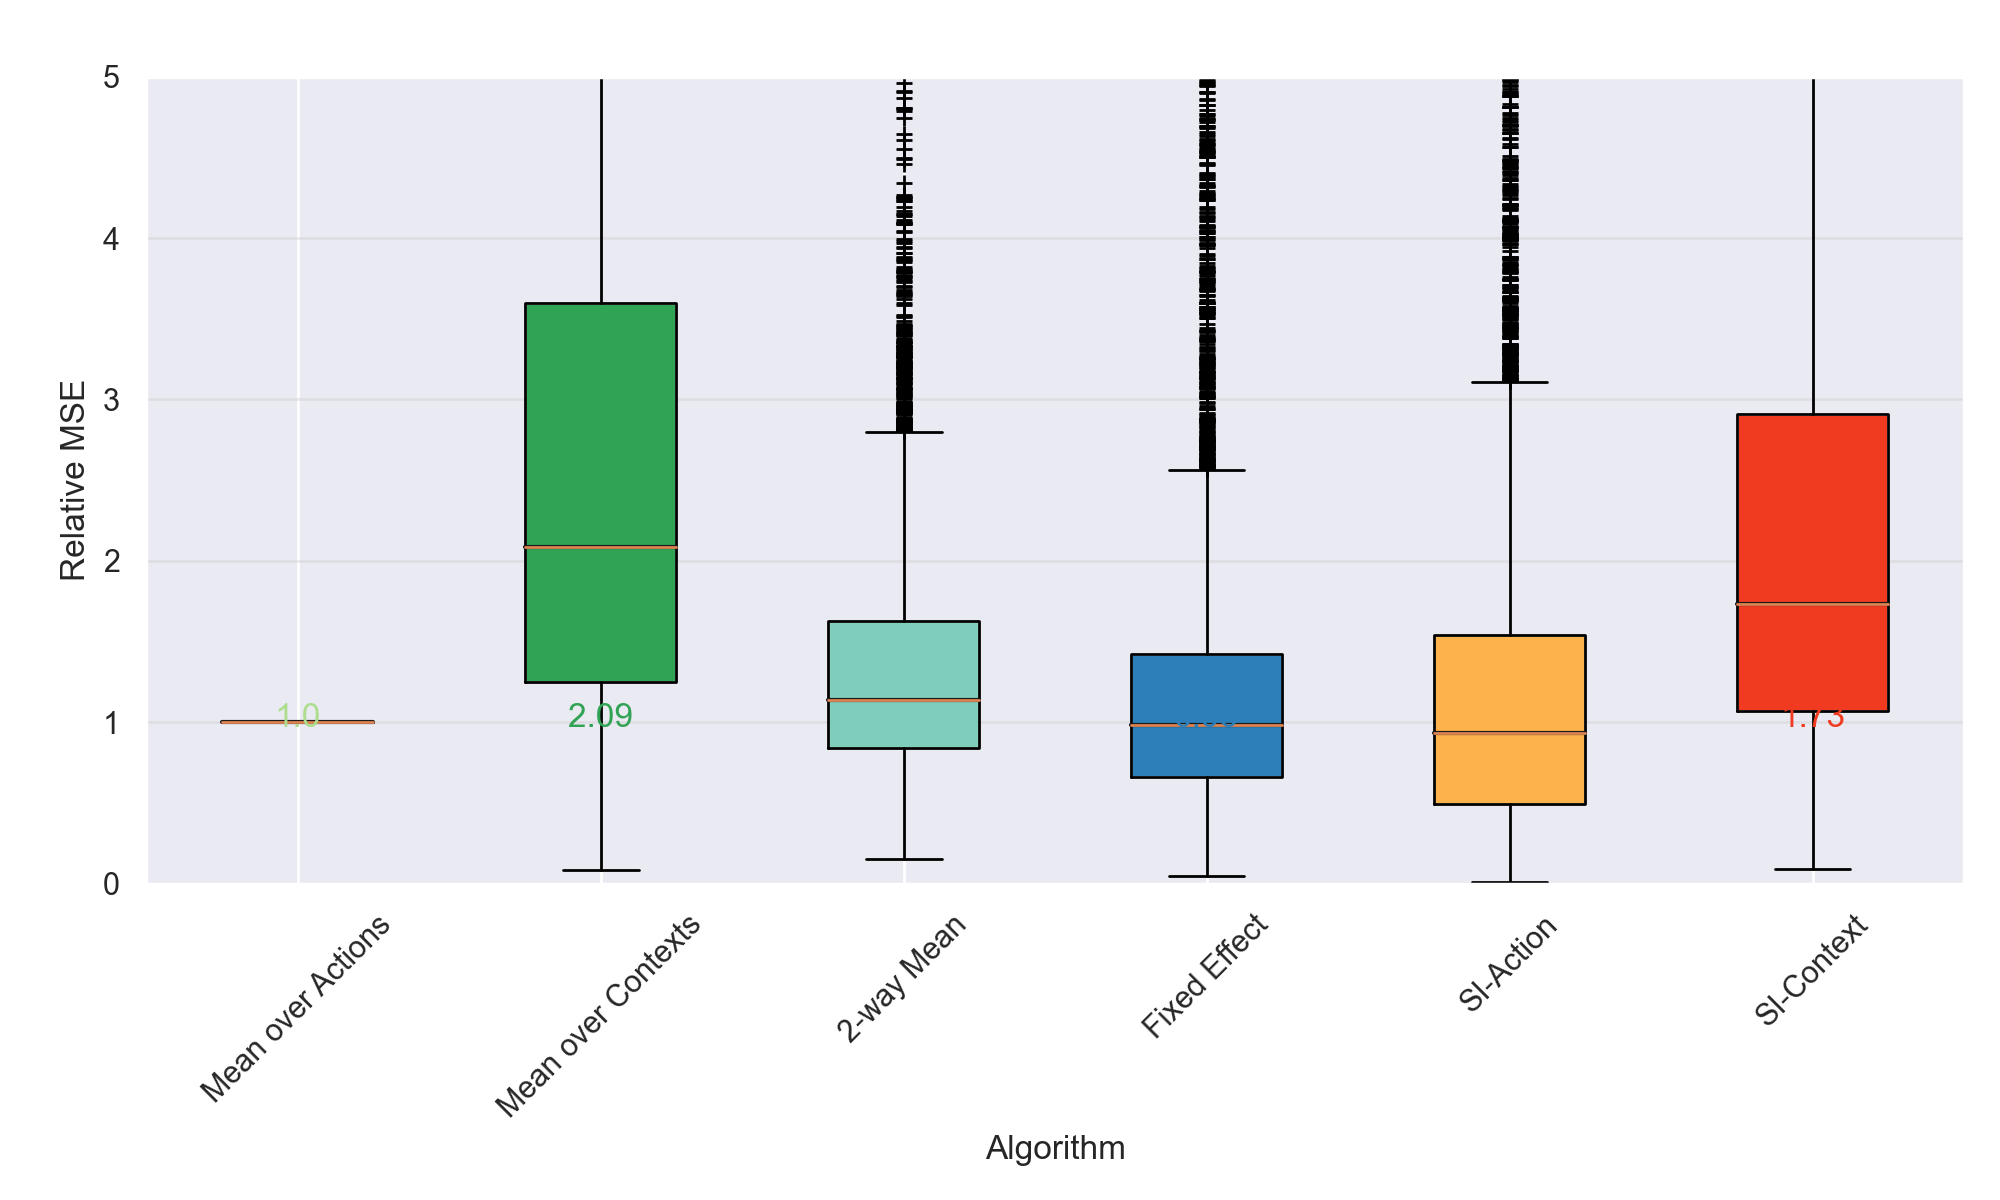 5
4
3
2
1
0
Relative MSE
1.0
2.09
1.73
Mean over Actions
Mean over Contexts
2-way Mean
Fixed Effect
SI-Action
SI-Context
Algorithm